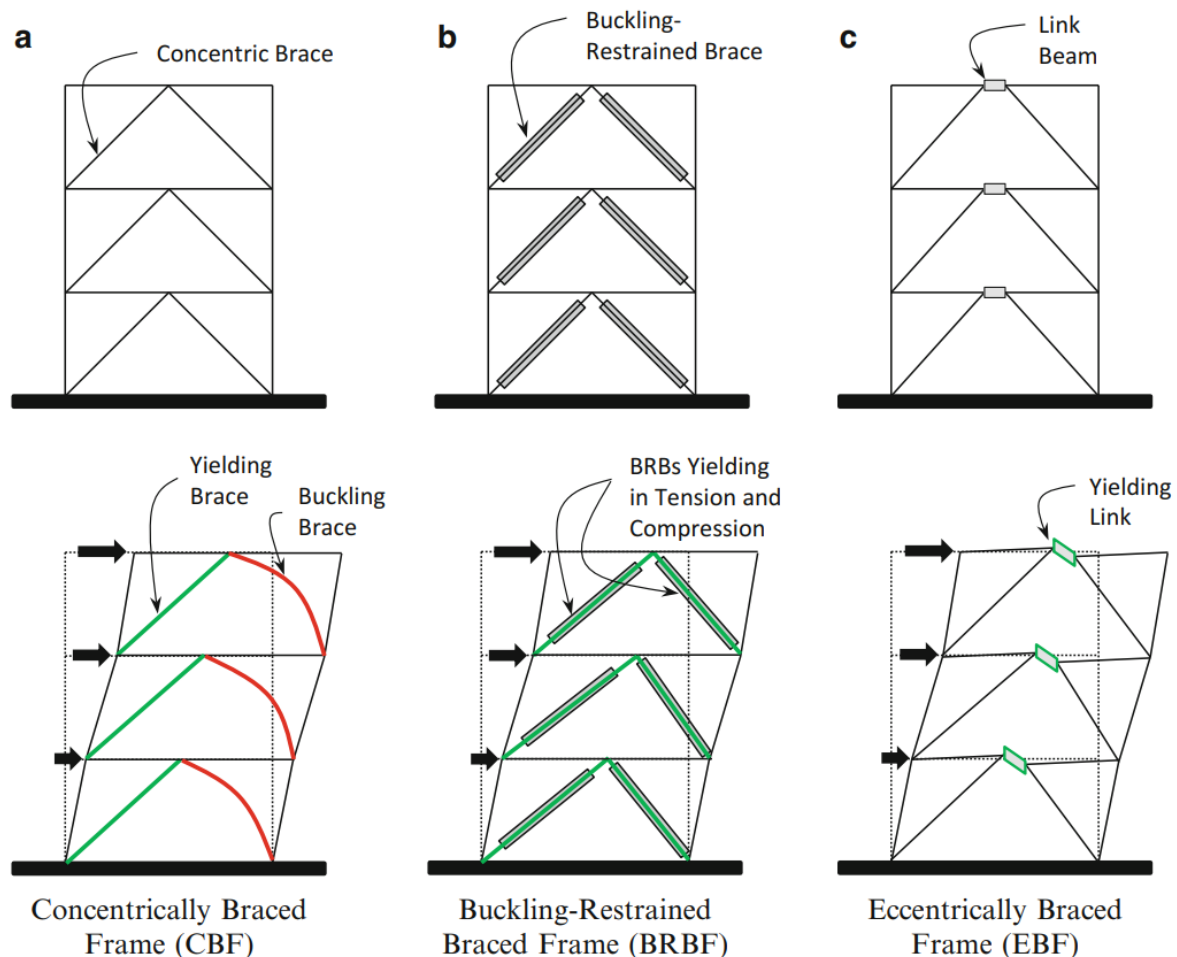 a
Concentric Brace
b
Buckling-
Restrained Brace
c
Link
Beam
Yielding
Brace
Buckling
Brace
BRBs Yielding
in Tension and
Compression
Yielding
Link
Concentrically Braced
Frame (CBF)
Buckling-Restrained
Braced Frame (BRBF)
Eccentrically Braced
Frame (EBF)